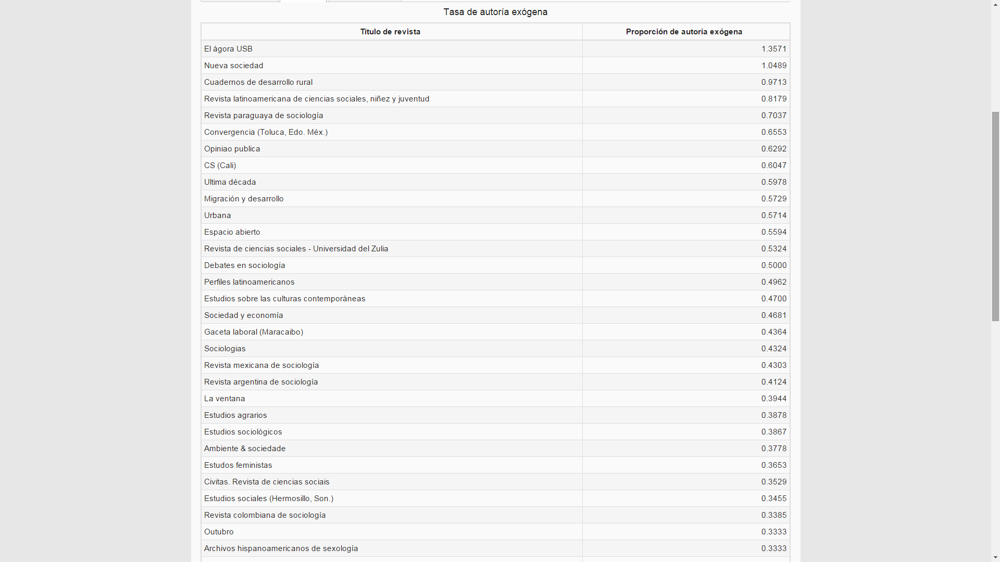 Tasa de autoría exógena
Título de revista Proporción de autoría exógena
El ágora USB 1.3571
Nueva sociedad 1.0489
Cuadernos de desarrollo rural 0.9713
Revista latinoamericana de ciencias sociales, niñez y juventud 0.8179
Revista paraguaya de sociología 0.7037
Convergencia (Toluca, Edo. Méx.) 0.6553
Opiniao publica 0.6292
CS (Cali) 0.6047
Ultima década 0.5978
Migración y desarrollo 0.5729
Urbana 0.5714
Espacio abierto 0.5594
Revista de ciencias sociales - Universidad del Zulia 0.5324
Debates en sociología 0.5000
Perfiles latinoamericanos 0.4962
Estudios sobre las culturas contemporáneas 0.4700
Sociedad y economía 0.4681
Gaceta laboral (Maracaibo) 0.4364
Sociologias 0.4324
Revista mexicana de sociología 0.4303
Revista argentina de sociología 0.4124
La ventana 0.3944
Estudios agrarios 0.3878
Estudios sociológicos 0.3867
Ambiente & sociedade 0.3778
Estudos feministas 0.3653
Civitas. Revista de ciencias sociais 0.3529
Estudios sociales (Hermosillo, Son.) 0.3455
Revista colombiana de sociología 0.3385
Outubro 0.3333
Archivos hispanoamericanos de sexología 0.3333